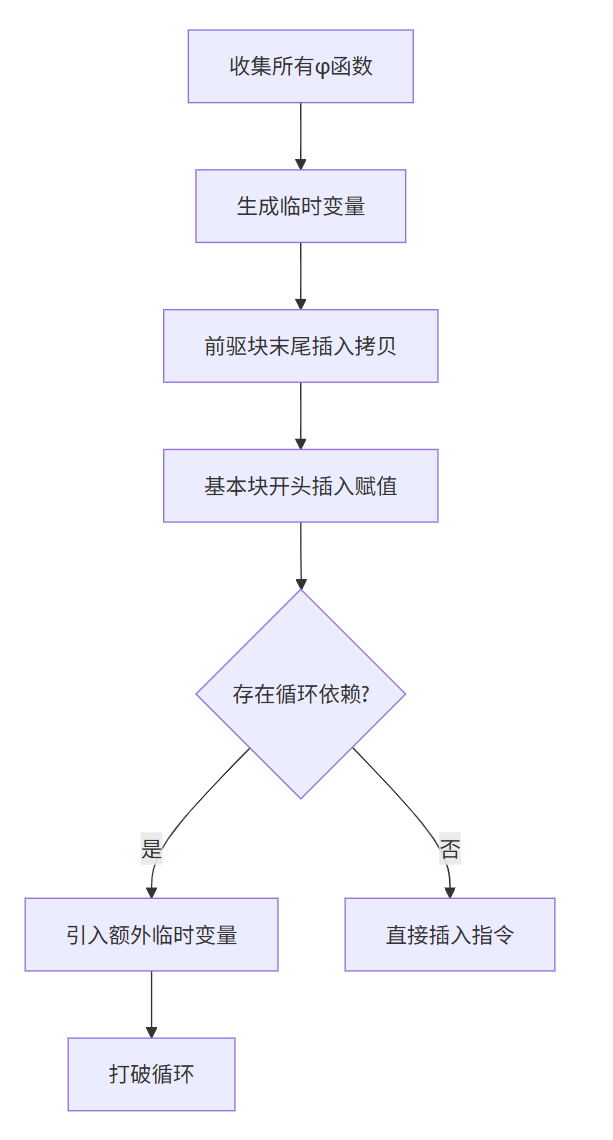 收集所有φ函数
生成临时变量
前驱块末尾插入拷贝
基本块开头插入赋值
存在循环依赖?
是
否
引入额外临时变量
直接插入指令
打破循环